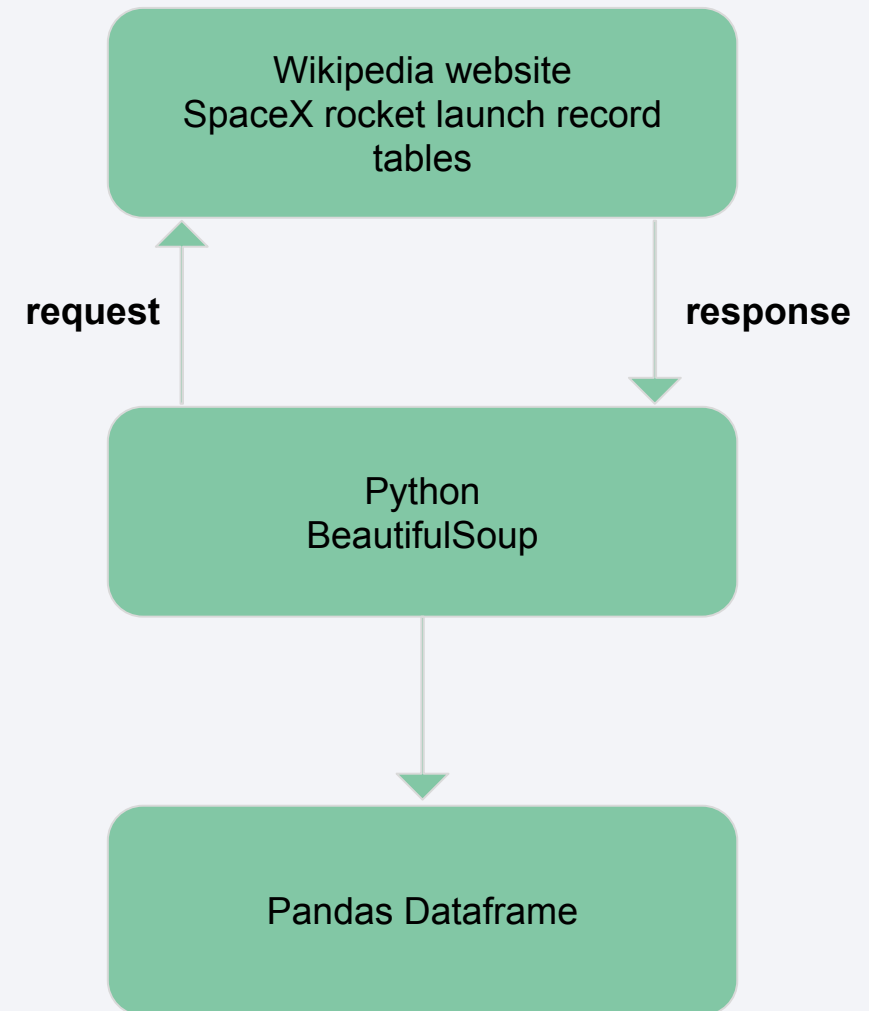 Wikipedia website
SpaceX rocket launch record
tables
request
response
Python
BeautifulSoup
Pandas Dataframe